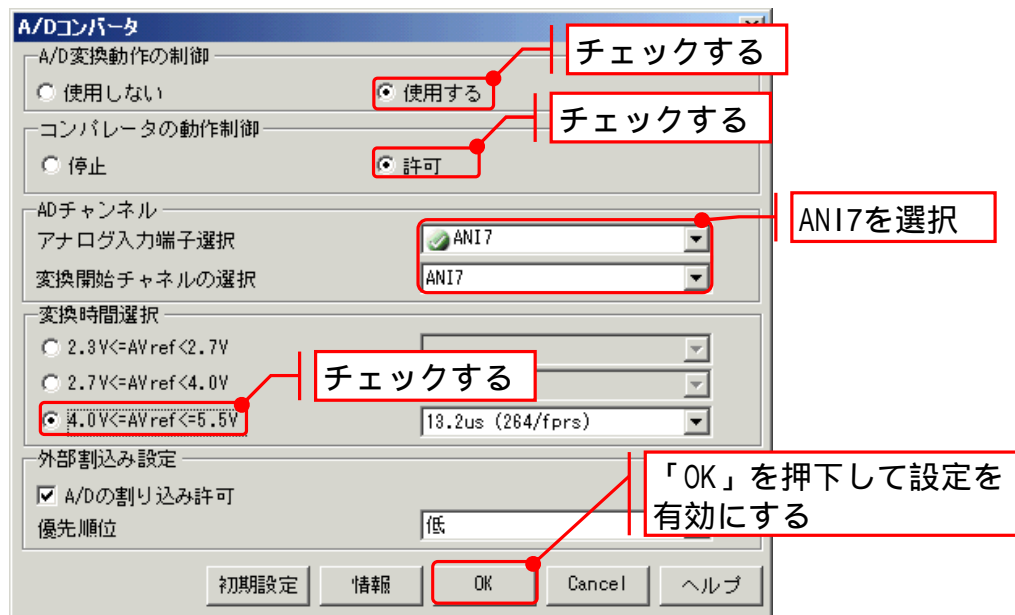 A/Dコンバータ
A/D変換動作の制御
チェックする
使用しない
使用する
コンパレータの動作制御
チェックする
停止
許可
ADチャンネル
アナログ入力端子選択
ANI7
ANI7を選択
変換開始チャネルの選択
ANI7
変換時間選択
2.3V<=AVref<2.7V
2.7V<=AVref<4.0V
チェックする
4.0V<=AVref<=5.5V
13.2us (264/fprs)
外部割込み設定
A/Dの割り込み許可
優先順位
低
「OK」を押下して設定を
有効にする
初期設定
情報
OK
Cancel
ヘルプ